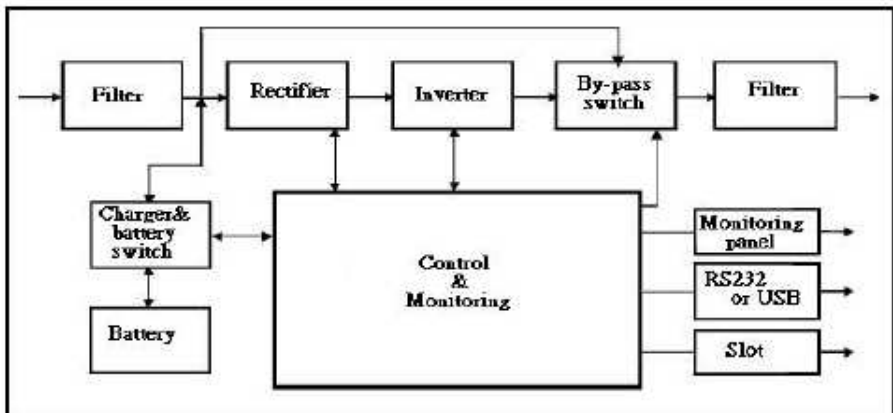 Filter
Rectifier
Inverter
By-pass
switch
Filter
Charger&
battery
switch
Battery
Control
&
Monitoring
Monitoring
panel
RS232
or USB
Slot